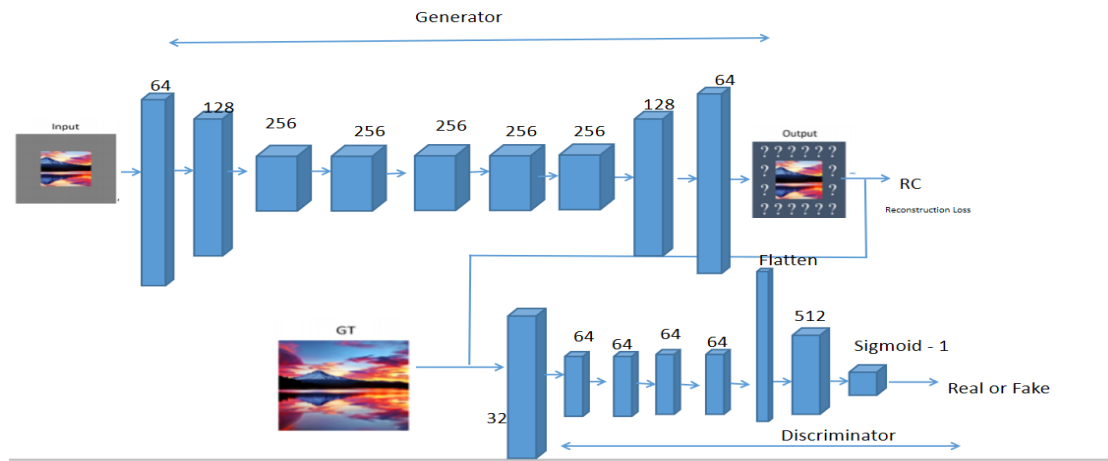 Generator
64
128
256
256
256
256
256
128
64
Input
Output
? ? ? ? ? ?
? ?
? ?
? ? ? ? ? ?
RC
Reconstruction Loss
Flatten
GT
32
64
64
64
64
512
Sigmoid - 1
Real or Fake
Discriminator